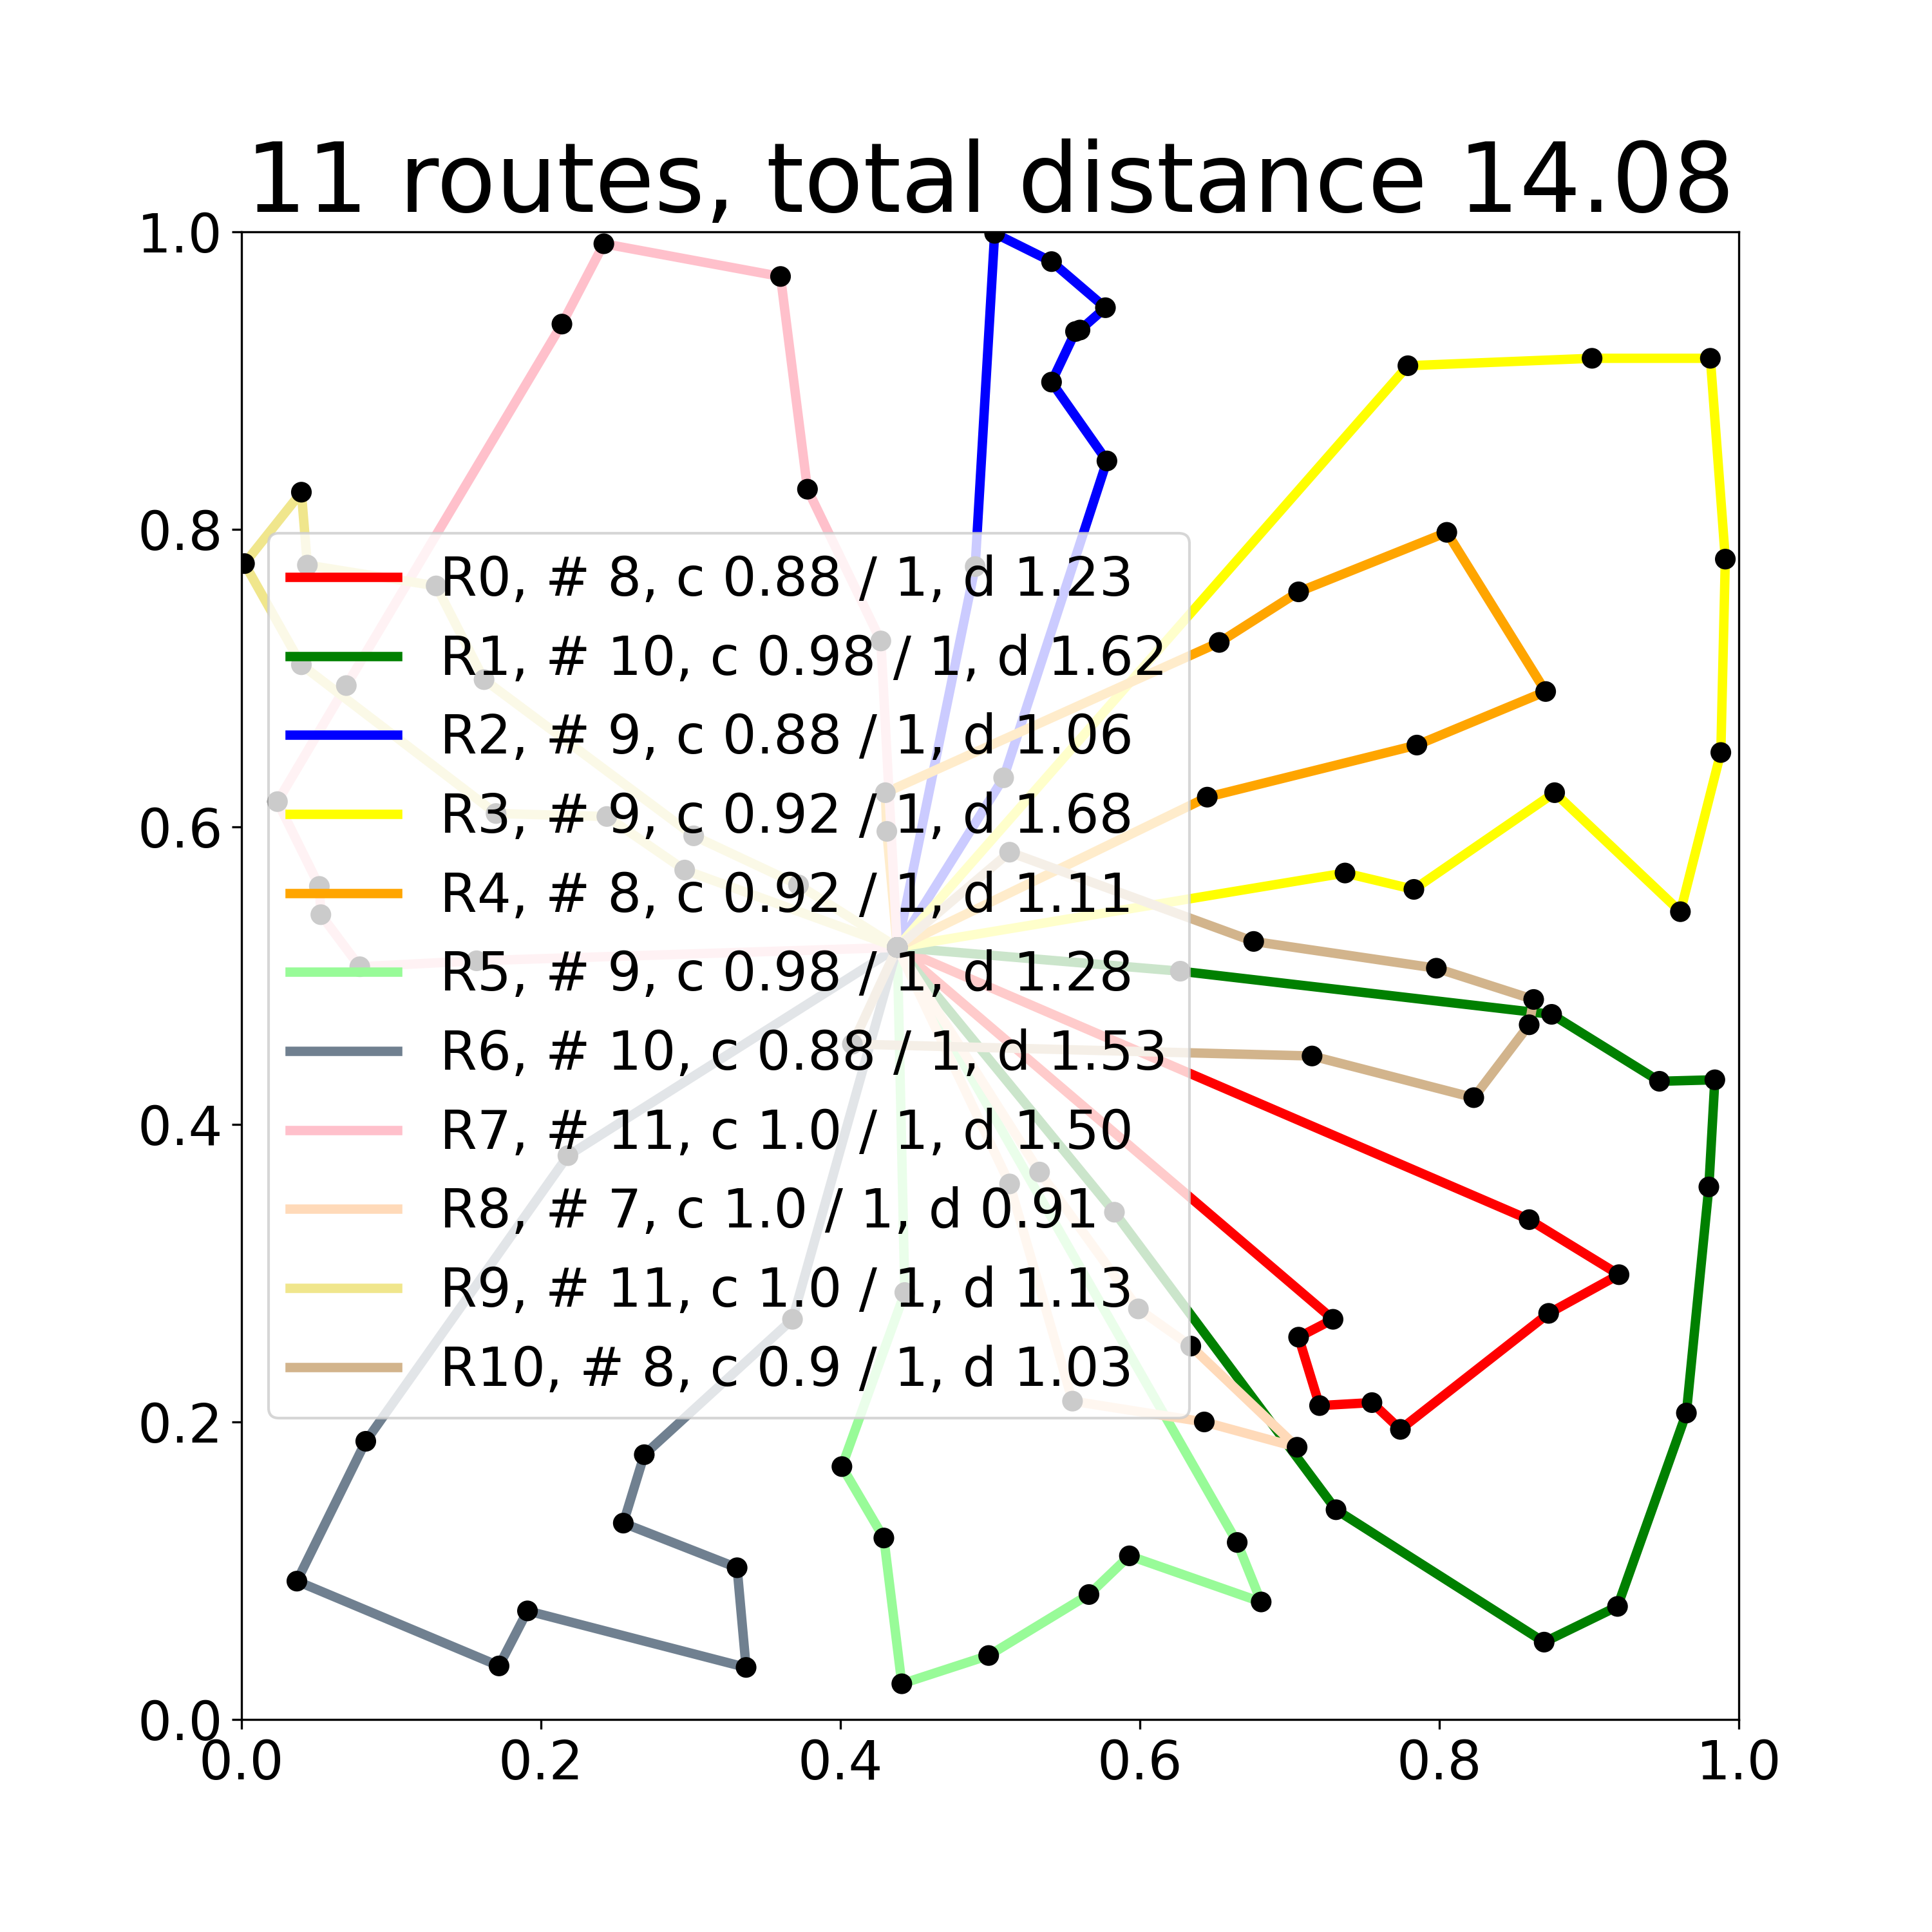 11 routes, total distance 14.08
1.0
0.8
0.6
0.4
0.2
0.0
R0, # 8, c 0.88 / 1, d 1.23
R1, # 10, c 0.98 / 1, d 1.62
R2, # 9, c 0.88 / 1, d 1.06
R3, # 9, c 0.92 / 1, d 1.68
R4, # 8, c 0.92 / 1, d 1.11
R5, # 9, c 0.98 / 1, d 1.28
R6, # 10, c 0.88 / 1, d 1.53
R7, # 11, c 1.0 / 1, d 1.50
R8, # 7, c 1.0 / 1, d 0.91
R9, # 11, c 1.0 / 1, d 1.13
R10, # 8, c 0.9 / 1, d 1.03
0.0 0.2 0.4 0.6 0.8 1.0